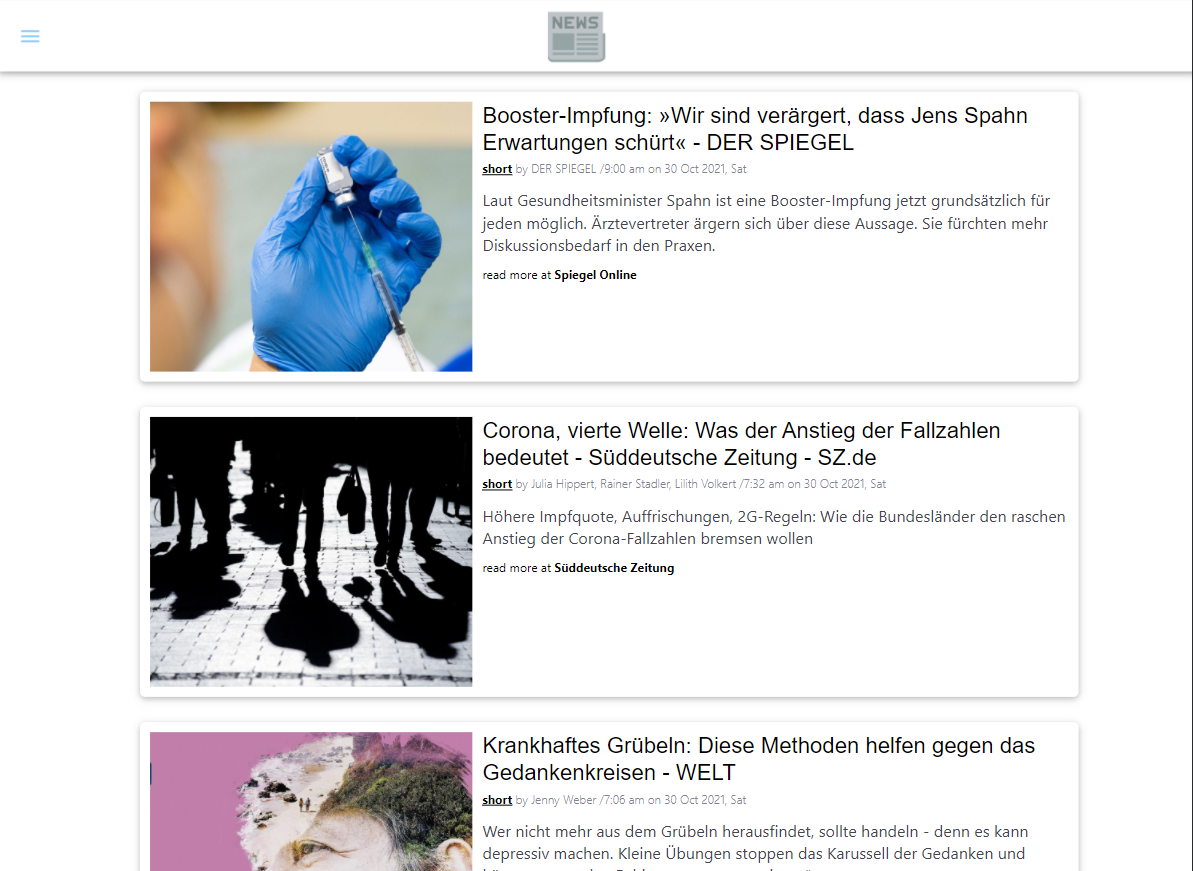 NEWS
Booster-Impfung: »Wir sind verärgert, dass Jens Spahn
Erwartungen schürt« - DER SPIEGEL
short by DER SPIEGEL /9:00 am on 30 Oct 2021, Sat
Laut Gesundheitsminister Spahn ist eine Booster-Impfung jetzt grundsätzlich für
jeden möglich. Ärztevertreter ärgern sich über diese Aussage. Sie fürchten mehr
Diskussionsbedarf in den Praxen.
read more at Spiegel Online
Corona, vierte Welle: Was der Anstieg der Fallzahlen
bedeutet - Süddeutsche Zeitung - SZ.de
short by Julia Hippert, Rainer Stadler, Lilith Volkert /7:32 am on 30 Oct 2021, Sat
Höhere Impfquote, Auffrischungen, 2G-Regeln: Wie die Bundesländer den raschen
Anstieg der Corona-Fallzahlen bremsen wollen
read more at Süddeutsche Zeitung
Krankhaftes Grübeln: Diese Methoden helfen gegen das
Gedankenkreisen - WELT
short by Jenny Weber /7:06 am on 30 Oct 2021, Sat
Wer nicht mehr aus dem Grübeln herausfindet, sollte handeln - denn es kann
depressiv machen. Kleine Übungen stoppen das Karussell der Gedanken und